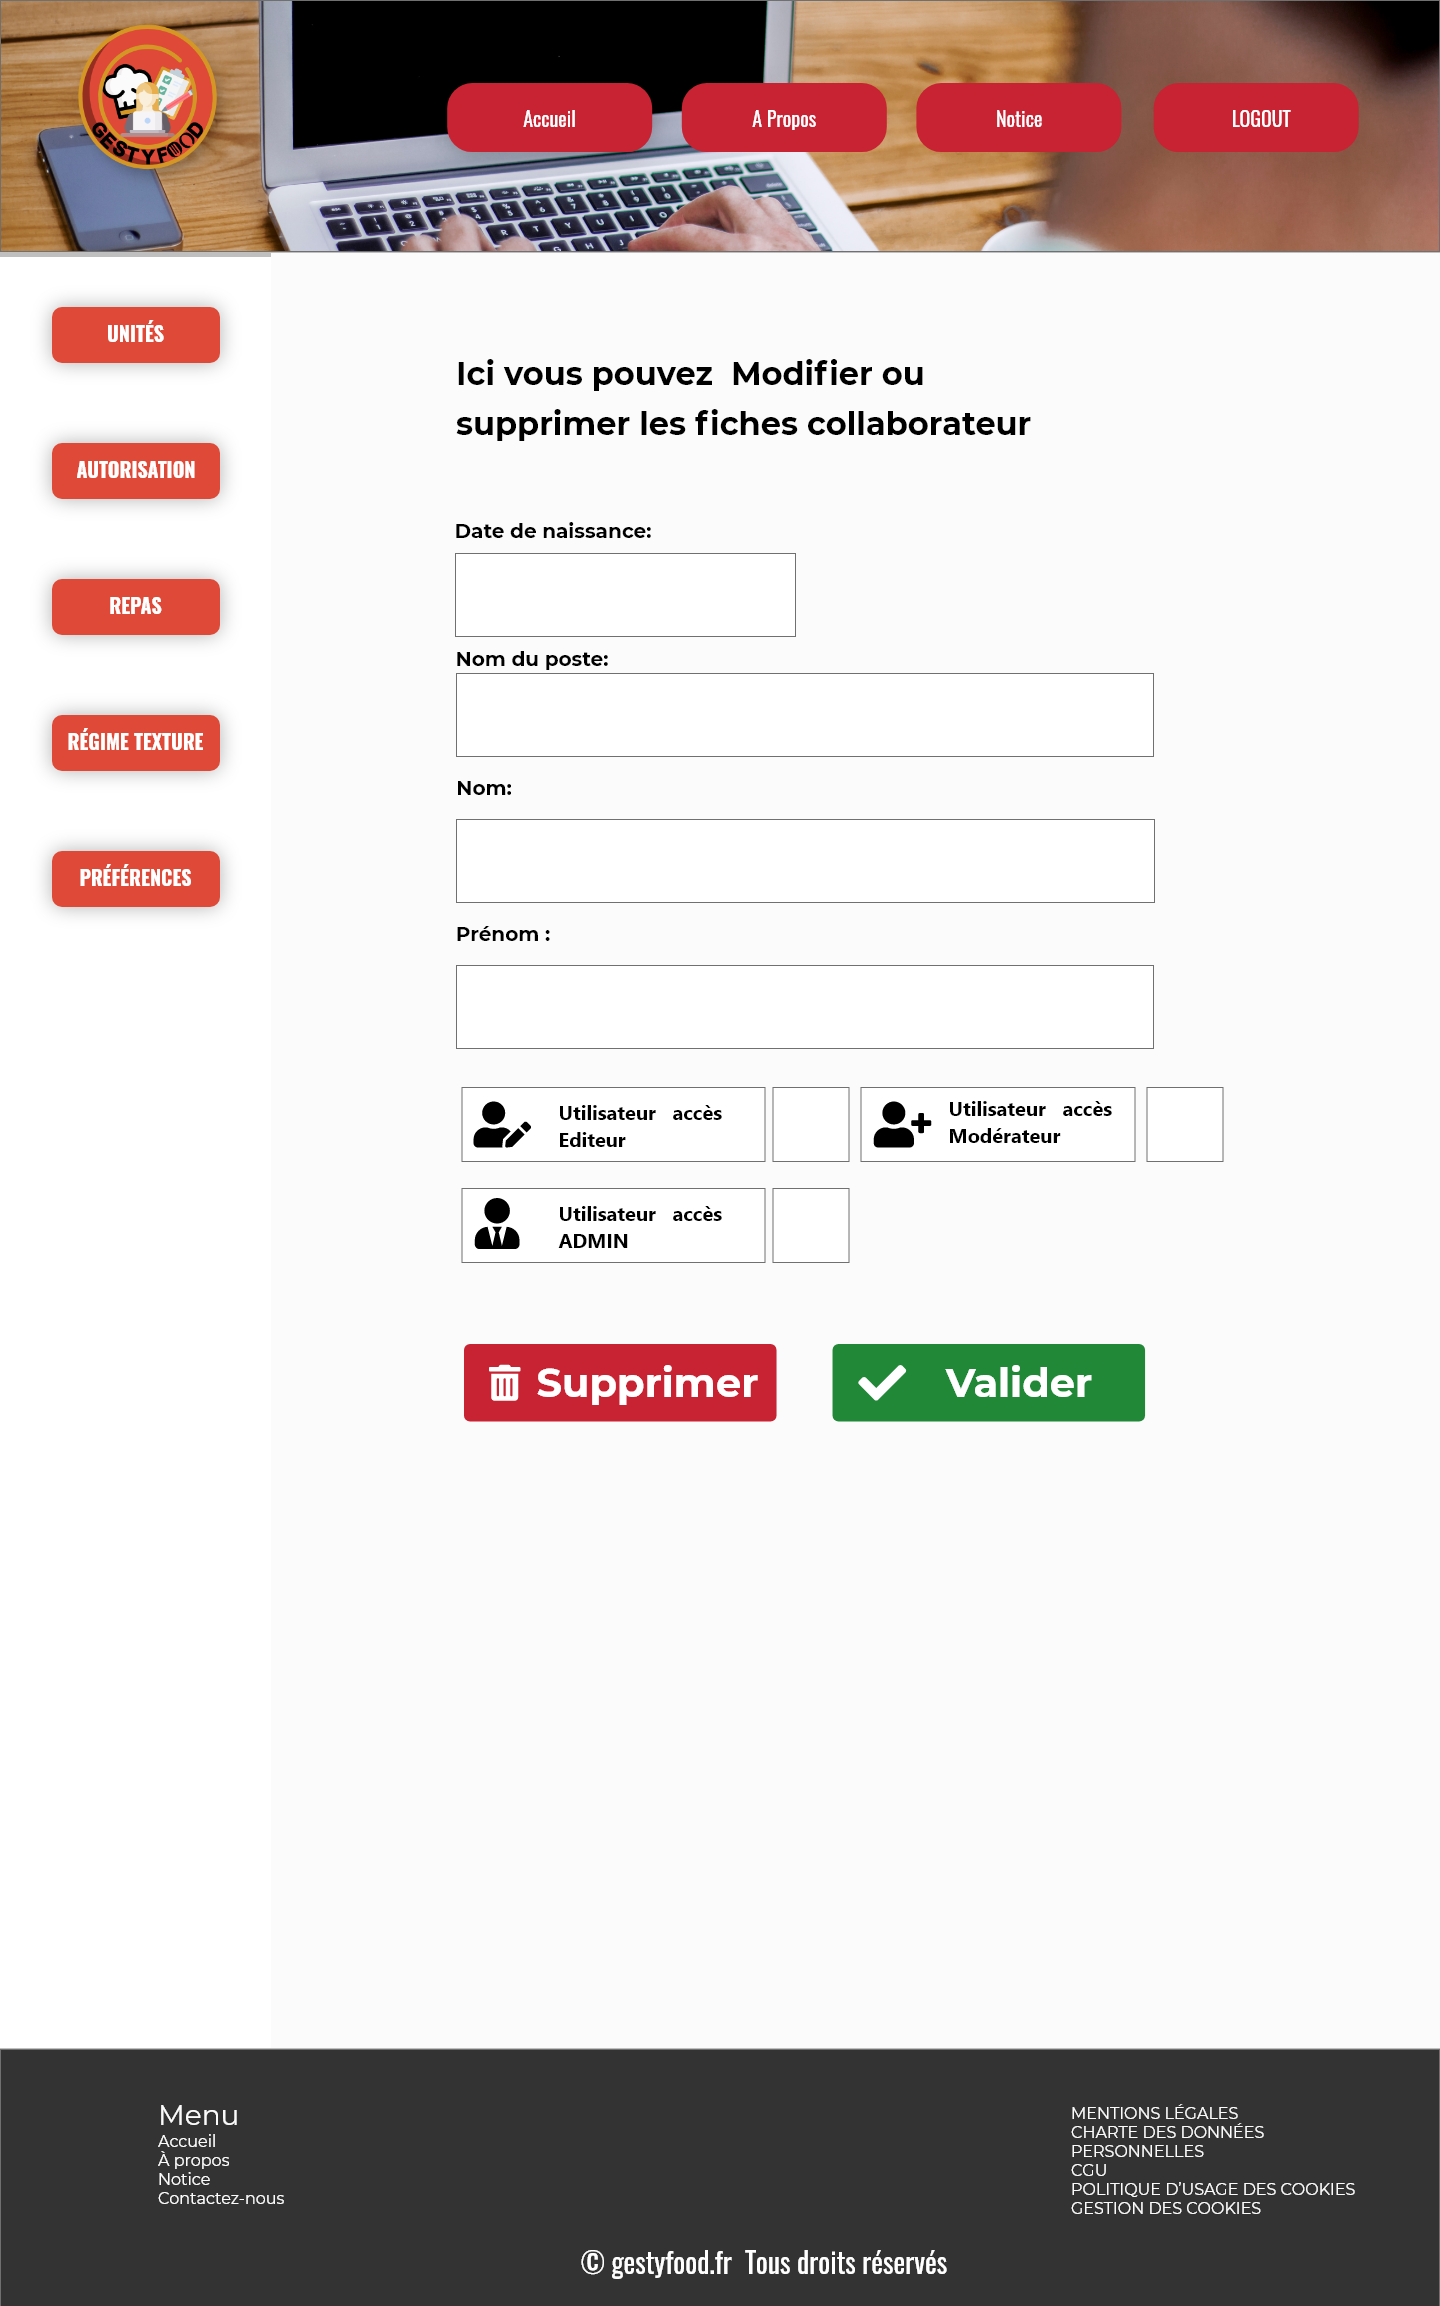 GESTYFOOD
Accueil
A Propos
Notice
LOGOUT
UNITÉS
AUTORISATION
REPAS
RÉGIME TEXTURE
PRÉFÉRENCES
Ici vous pouvez  Modifier ou
supprimer les fiches collaborateur
Date de naissance:
Nom du poste:
Nom:
Prénom :
Utilisateur   accès
Editeur
Utilisateur   accès
Modérateur
Utilisateur   accès
ADMIN
Supprimer
Valider
Menu
Accueil
À propos
Notice
Contactez-nous
MENTIONS LÉGALES
CHARTE DES DONNÉES
PERSONNELLES
CGU
POLITIQUE D’USAGE DES COOKIES
GESTION DES COOKIES
© gestyfood.fr  Tous droits réservés